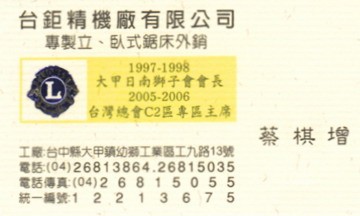 台鉅精機廠有限公司
專製立、臥式鋸床外銷
L
1997-1998
大甲日南獅子會會長
2005-2006
台灣總會C2區專區主席
蔡棋增
工廠:台中縣大甲鎮幼獅工業區工九路13號
電話:(04)26813864.26815035
電話傳真:(04)26815055
統一編號:12213675